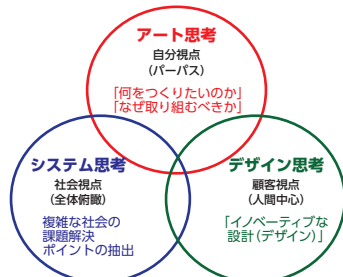 アート思考
自分視点
(パーパス)
「何をつくりたいのか」
「なぜ取り組むべきか」
システム思考
社会視点
(全体俯瞰)
複雑な社会の
課題解決
ポイントの抽出
デザイン思考
顧客視点
(人間中心)
「イノベーティブな
設計(デザイン)」